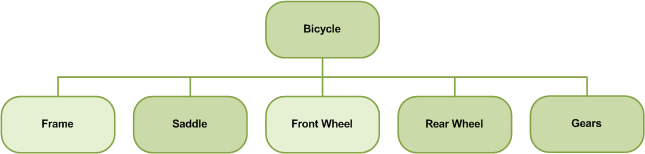 Bicycle
Frame
Saddle
Front Wheel
Rear Wheel
Gears